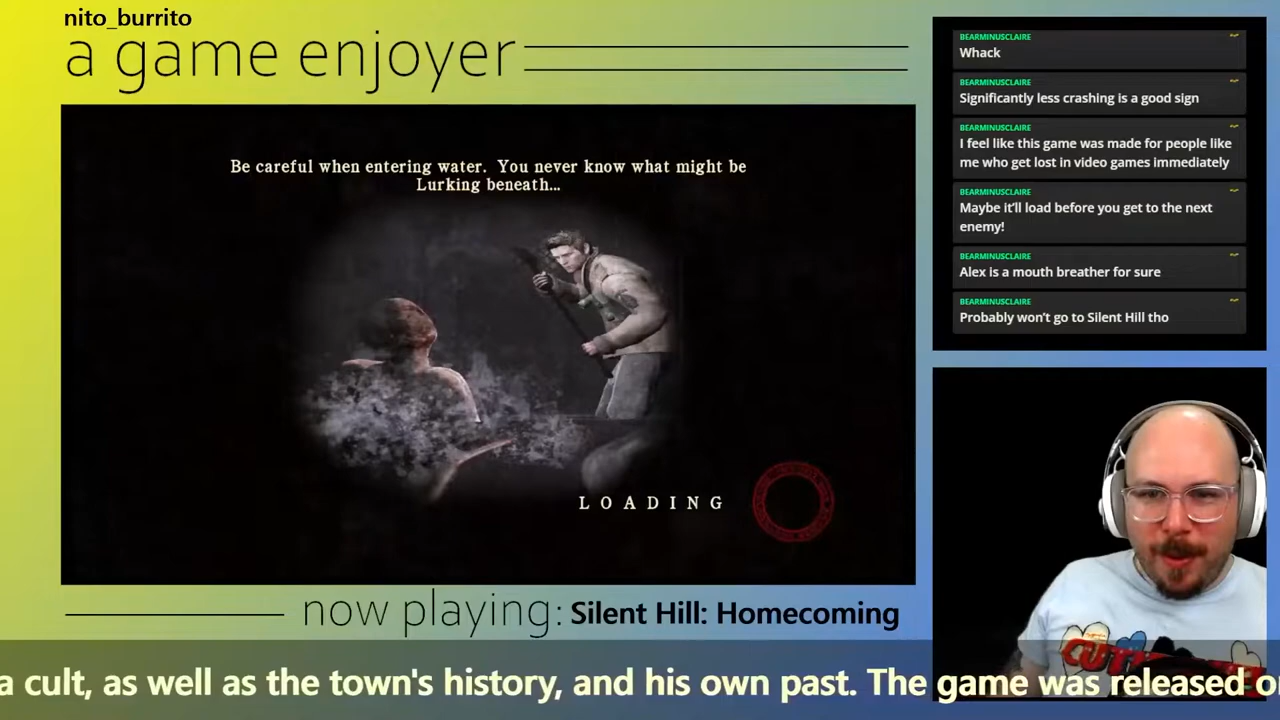 nito_burrito
a game enjoyer
Be careful when entering water. You never know what might be
Lurking beneath...
LOADING
now playing: Silent Hill: Homecoming
a cult, as well as the town's history, and his own past. The game was released
BEARMINUSCLAIRE
Whack
BEARMINUSCLAIRE
Significantly less crashing is a good sign
BEARMINUSCLAIRE
I feel like this game was made for people like
me who get lost in video games immediately
BEARMINUSCLAIRE
Maybe it'll load before you get to the next
enemy!
BEARMINUSCLAIRE
Alex is a mouth breather for sure
BEARMINUSCLAIRE
Probably won't go to Silent Hill tho